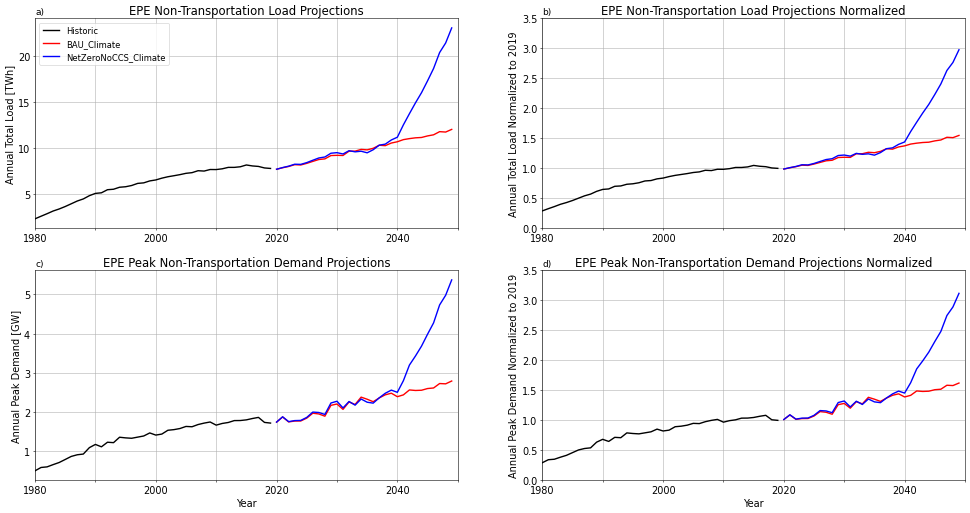 a)
EPE Non-Transportation Load Projections
Historic
BAU_Climate
NetZeroNoCCS_Climate
Annual Total Load [TWh]
20
15
10
5
1980
2000
2020
2040
b)
EPE Non-Transportation Load Projections Normalized
Annual Total Load Normalized to 2019
3.5
3.0
2.5
2.0
1.5
1.0
0.5
0.0
1980
2000
2020
2040
c)
EPE Peak Non-Transportation Demand Projections
Annual Peak Demand [GW]
5
4
3
2
1
1980
2000
2020
2040
Year
d)
EPE Peak Non-Transportation Demand Projections Normalized
Annual Peak Demand Normalized to 2019
3.5
3.0
2.5
2.0
1.5
1.0
0.5
0.0
1980
2000
2020
2040
Year